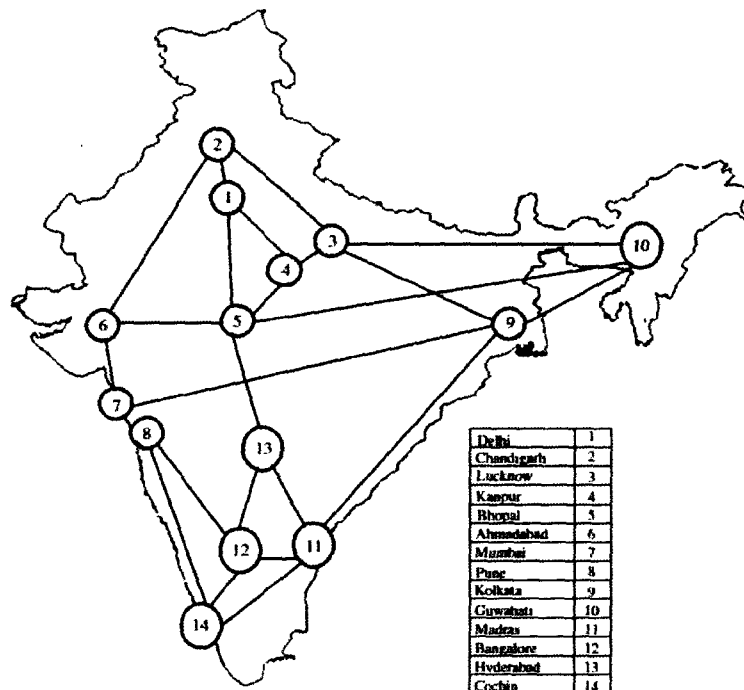 2
1
3
10
4
6
5
9
7
8
13
12
11
14
Delhi 1
Chandigarh 2
Lucknow 3
Kanpur 4
Bhopal 5
Ahmadabad 6
Mumbai 7
Pune 8
Kolkata 9
Guwahati 10
Madras 11
Bangalore 12
Hyderabad 13
Cochin 14